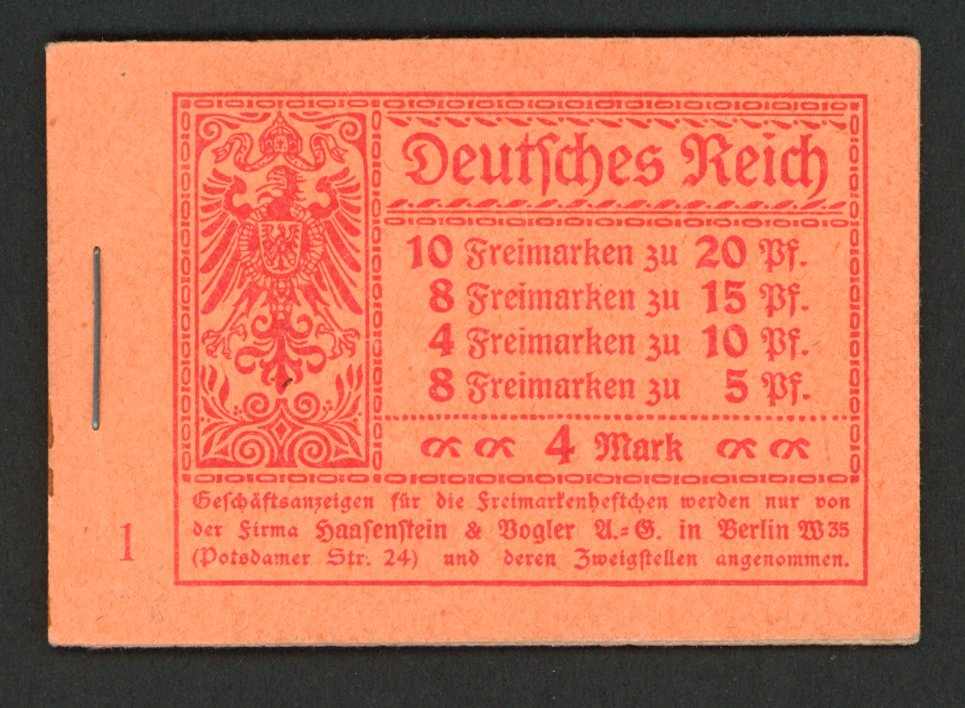 Deutsches Reich
10 Freimarken zu 20 Pf.
8 Freimarken zu 15 Pf.
4 Freimarken zu 10 Pf.
8 Freimarken zu 5 Pf.
4 Mark
Geschäftsanzeigen für die Freimarkenheftchen werden nur von
der Firma Haasenstein & Vogler A.=G. in Berlin W 35
(Potsdamer Str. 24) und deren Zweigstellen angenommen.
1